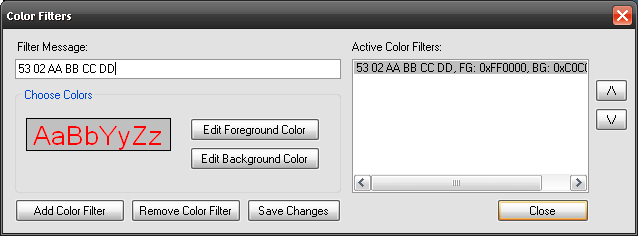 Color Filters
Filter Message:
53 02 AA BB CC DD
Choose Colors
AaBbYyZz
Edit Foreground Color
Edit Background Color
Add Color Filter
Remove Color Filter
Save Changes
Active Color Filters:
53 02 AA BB CC DD, FG: 0xFF0000, BG: 0xC0C0
/\
\/
Close